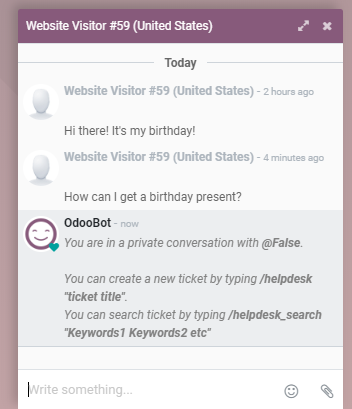 Website Visitor #59 (United States)
Today
Website Visitor #59 (United States) - 2 hours ago
Hi there! It's my birthday!
Website Visitor #59 (United States) - 4 minutes ago
How can I get a birthday present?
OdooBot - now
You are in a private conversation with @False.
You can create a new ticket by typing /helpdesk
"ticket title".
You can search ticket by typing /helpdesk_search
"Keywords1 Keywords2 etc"
Write something...